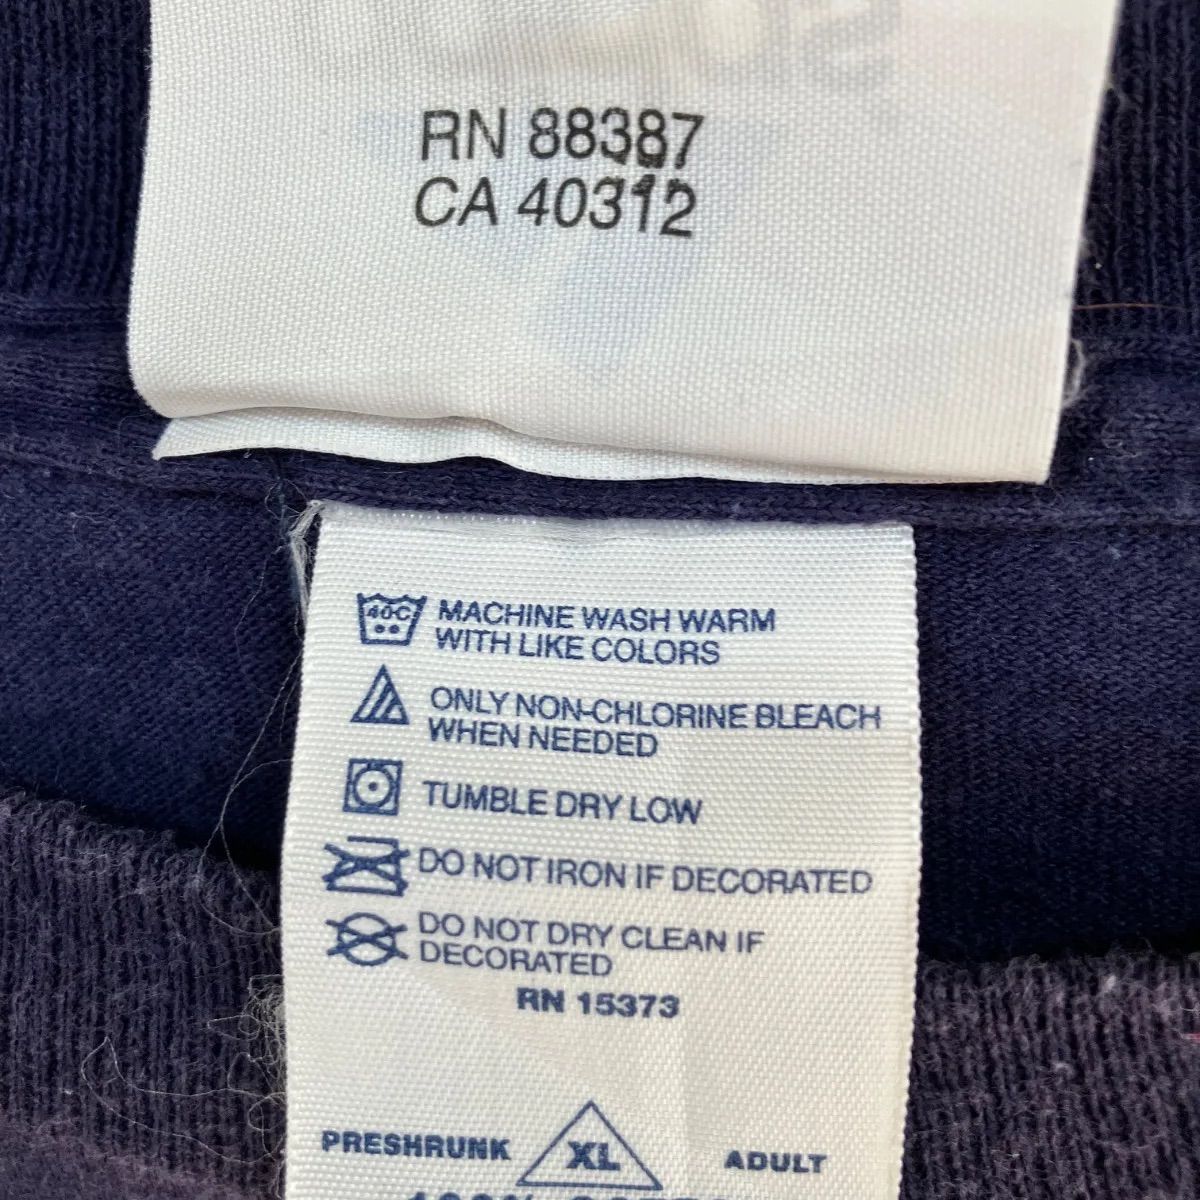 RN 88387
CA 40312
40C
MACHINE WASH WARM
WITH LIKE COLORS
ONLY NON-CHLORINE BLEACH
WHEN NEEDED
TUMBLE DRY LOW
DO NOT IRON IF DECORATED
DO NOT DRY CLEAN IF
DECORATED
RN 15373
PRESHRUNK XL ADULT